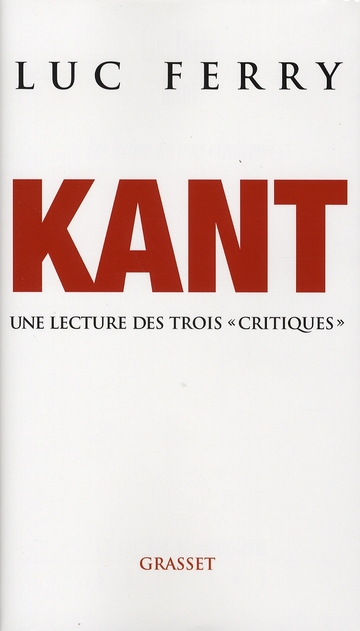 LUC FERRY
KANT
UNE LECTURE DES TROIS « CRITIQUES »
GRASSET